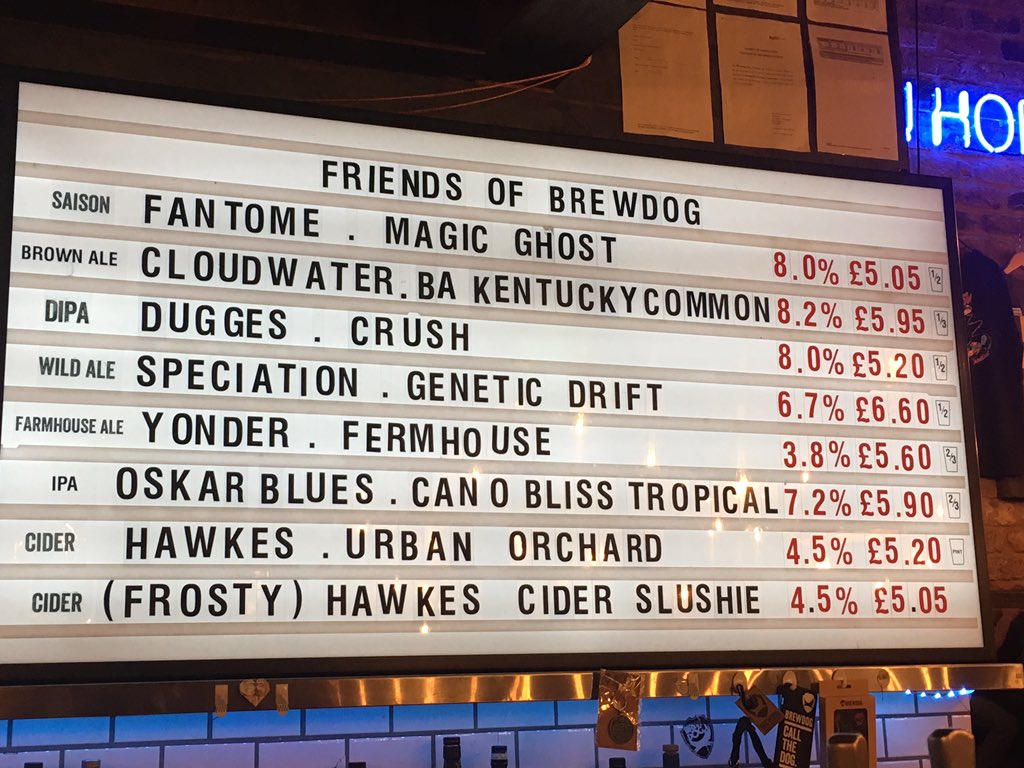 HO
FRIENDS OF BREWDOG
SAISON FANTOME . MAGIC GHOST 8.0% £5.05 1/2
BROWN ALE CLOUDWATER. BA KENTUCKY COMMON 8.2% £5.95 1/3
DIPA DUGGES . CRUSH 8.0% £5.20 1/2
WILD ALE SPECIATION . GENETIC DRIFT 6.7% £6.60 1/2
FARMHOUSE ALE YONDER . FERMHOUSE 3.8% £5.60 2/3
IPA OSKAR BLUES . CAN O BLISS TROPICAL 7.2% £5.90 2/3
CIDER HAWKES . URBAN ORCHARD 4.5% £5.20 PINT
CIDER (FROSTY) HAWKES CIDER SLUSHIE 4.5% £5.05
BREWDOG
CALL
THE
DOG.